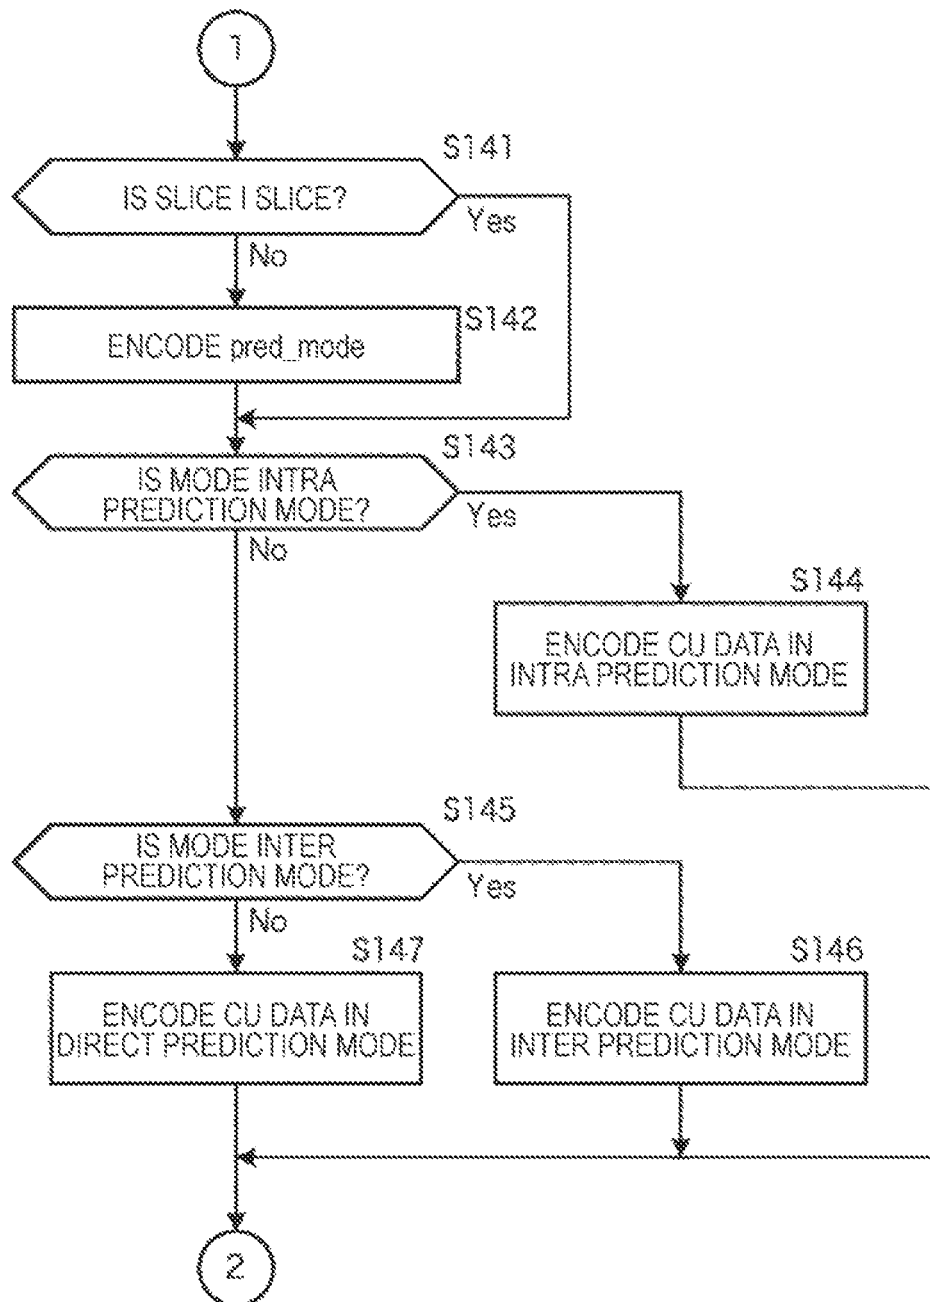 1
S141
IS SLICE I SLICE?
Yes
No
S142
ENCODE pred_mode
S143
IS MODE INTRA
PREDICTION MODE?
Yes
No
S144
ENCODE CU DATA IN
INTRA PREDICTION MODE
S145
IS MODE INTER
PREDICTION MODE?
Yes
No
S147
S146
ENCODE CU DATA IN
DIRECT PREDICTION MODE
ENCODE CU DATA IN
INTER PREDICTION MODE
2